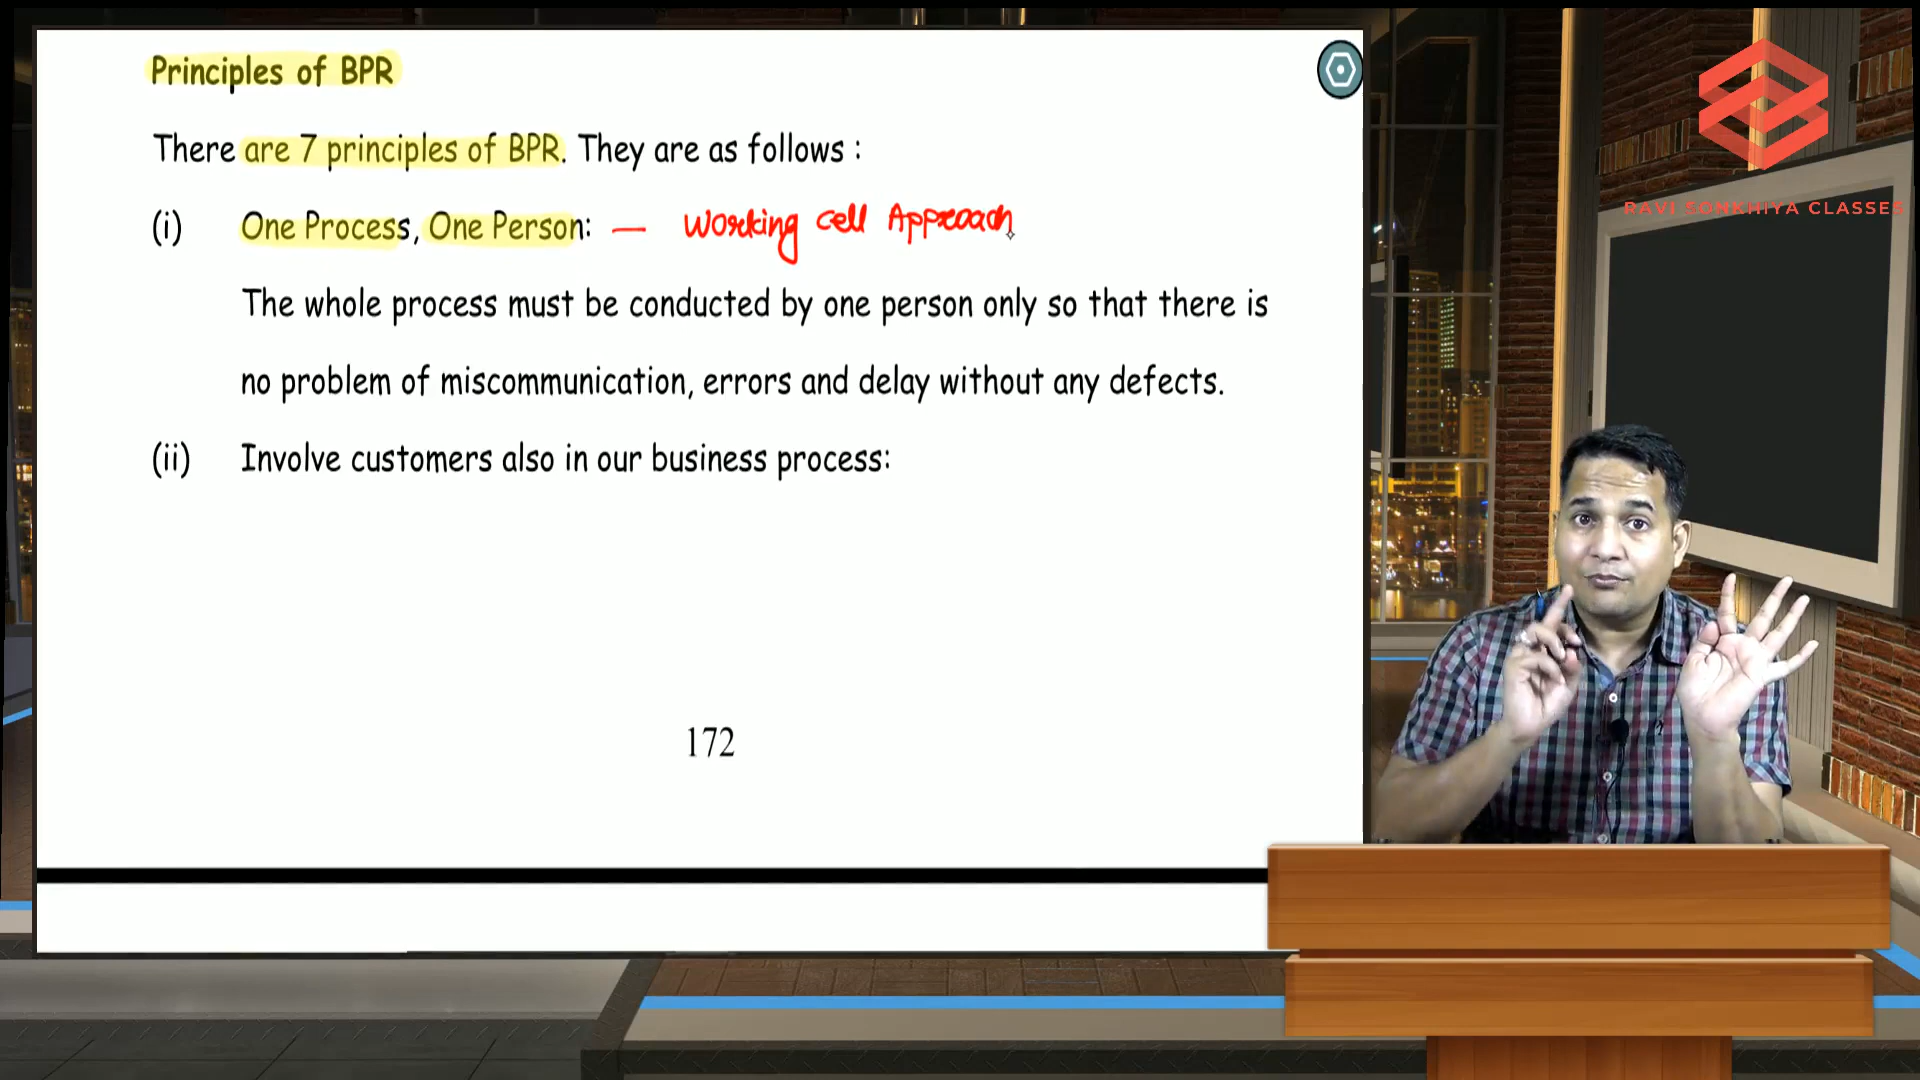 Principles of BPR
There are 7 principles of BPR. They are as follows :
(i) One Process, One Person: — Working Cell Approach
The whole process must be conducted by one person only so that there is
no problem of miscommunication, errors and delay without any defects.
(ii) Involve customers also in our business process:
172
RAVI SONKHIYA CLASSES